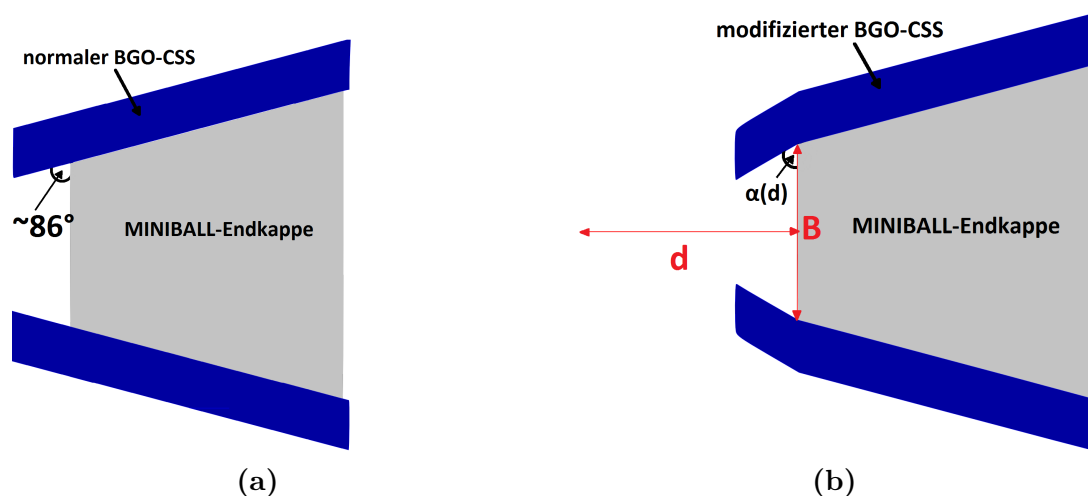 normaler BGO-CSS
~86°
MINIBALL-Endkappe
(a)
modifizierter BGO-CSS
α(d)
B
MINIBALL-Endkappe
d
(b)